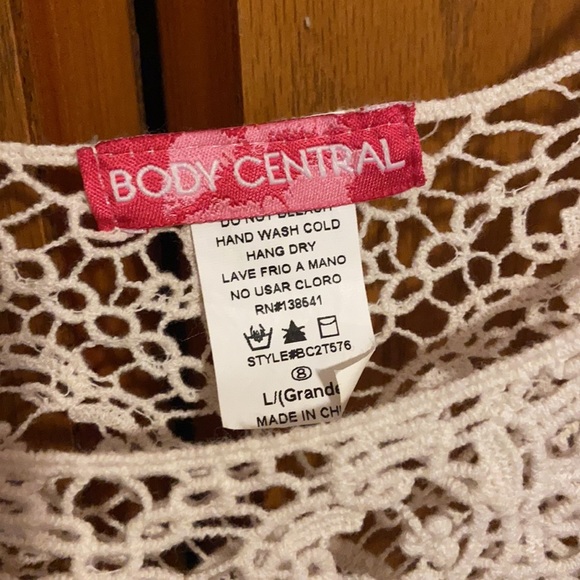 BODY CENTRAL
DO NOT BLEACH
HAND WASH COLD
HANG DRY
LAVE FRIO A MANO
NO USAR CLORO
RN#138541
STYLE#BC2T576
8
L/(Grande
MADE IN CHI